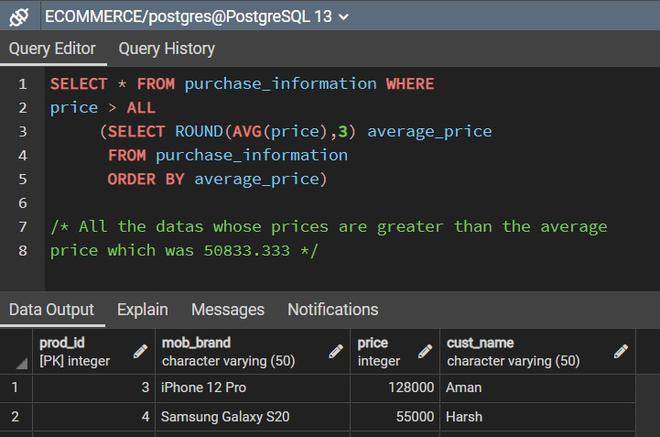 ECOMMERCE/postgres@PostgreSQL 13
Query Editor Query History
1 SELECT * FROM purchase_information WHERE
2 price > ALL
3 (SELECT ROUND(AVG(price),3) average_price
4 FROM purchase_information
5 ORDER BY average_price)
6
7 /* All the datas whose prices are greater than the average
8 price which was 50833.333 */
Data Output Explain Messages Notifications
prod_id mob_brand price cust_name
[PK] integer character varying (50) integer character varying (50)
1 3 iPhone 12 Pro 128000 Aman
2 4 Samsung Galaxy S20 55000 Harsh